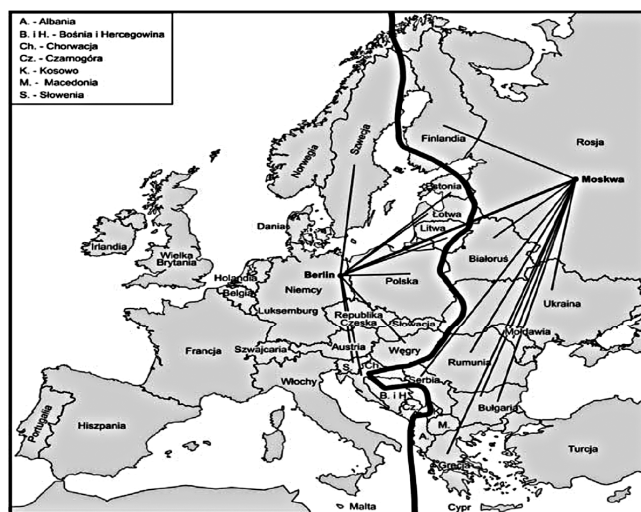 A. - Albania
B. i H. - Bośnia i Hercegowina
Ch. - Chorwacja
Cz. - Czarnogóra
K. - Kosowo
M. - Macedonia
S. - Słowenia
Finlandia
Rosja
Szwecja
Norwegia
Moskwa
Estonia
Łotwa
Litwa
Dania
Irlandia
Wielka
Brytania
Białoruś
Holandia
Berlin
Polska
Belgia
Niemcy
Ukraina
Luksemburg
Republika
Czeska
Słowacja
Mołdawia
Francja
Szwajcaria
Austria
Węgry
Rumunia
S.
Ch.
Włochy
Serbia
B. i H.
Cz.
Bułgaria
M.
A.
Portugalia
Hiszpania
Grecja
Turcja
Malta
Cypr